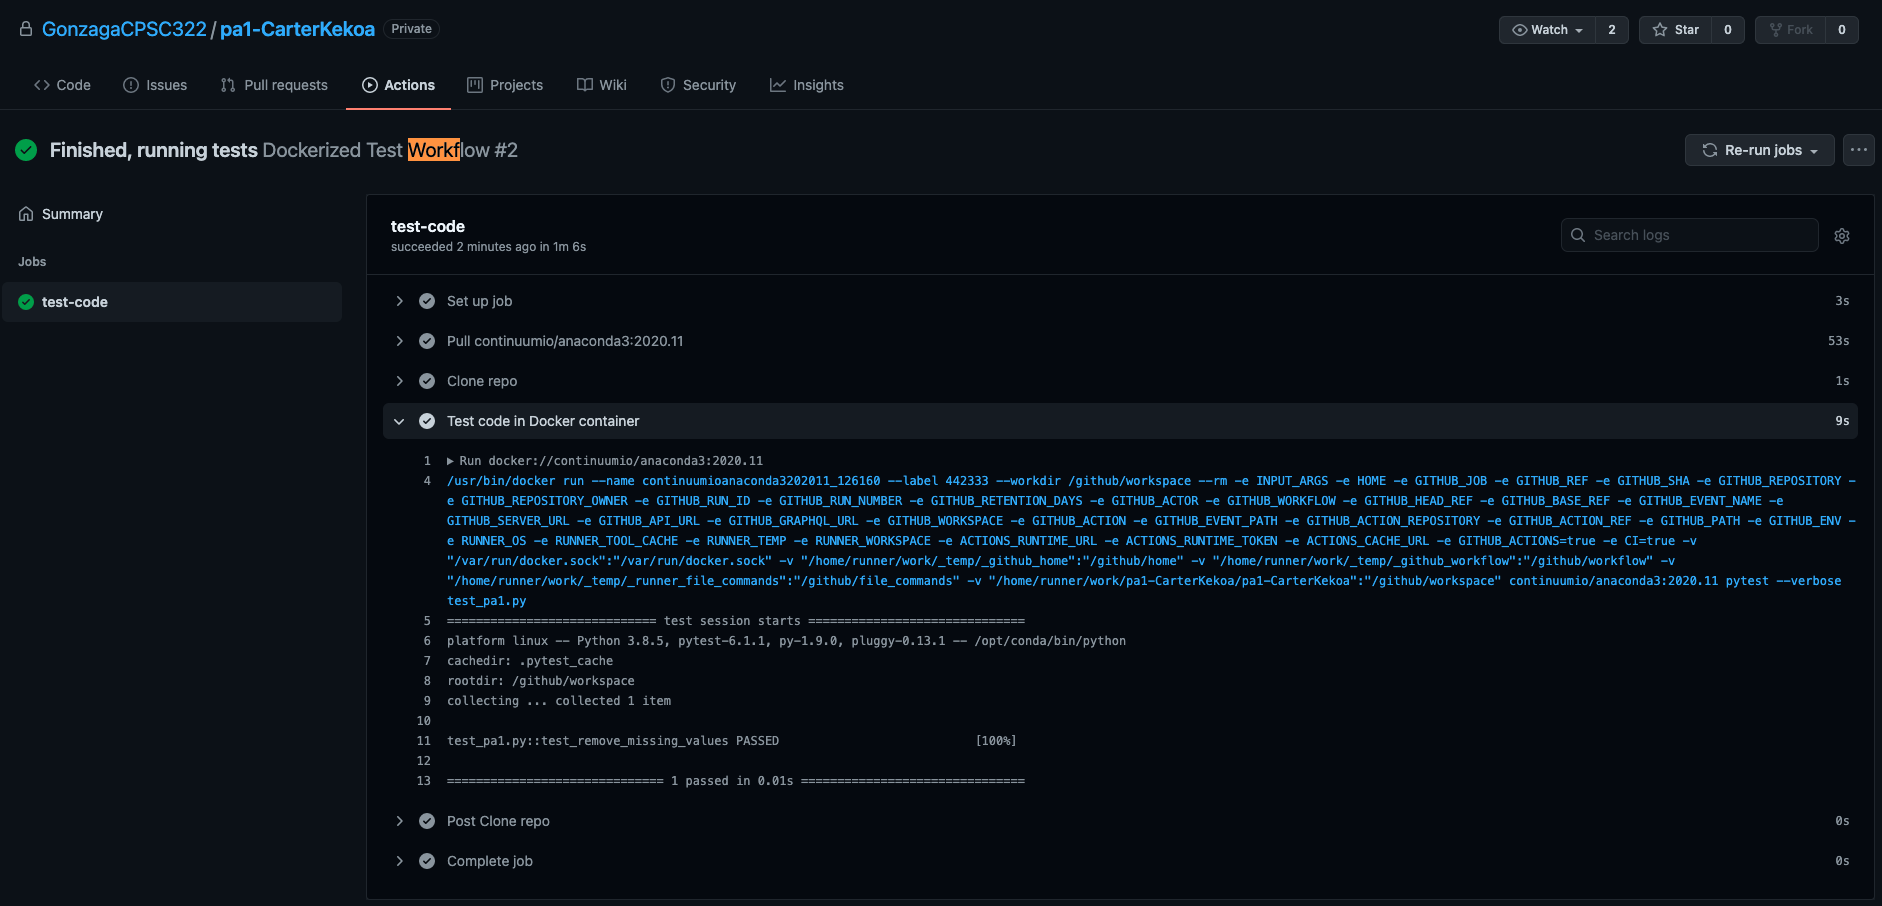 GonzagaCPSC322 / pa1-CarterKekoa Private
Watch 2 Star 0 Fork 0
Code Issues Pull requests Actions Projects Wiki Security Insights
Finished, running tests Dockerized Test Workflow #2
Re-run jobs ...
Summary
Jobs
test-code
test-code
succeeded 2 minutes ago in 1m 6s
Search logs
Set up job 3s
Pull continuumio/anaconda3:2020.11 53s
Clone repo 1s
Test code in Docker container 9s
1 Run docker://continuumio/anaconda3:2020.11
4 /usr/bin/docker run --name continuumioanaconda3202011_126160 --label 442333 --workdir /github/workspace --rm -e INPUT_ARGS -e HOME -e GITHUB_JOB -e GITHUB_REF -e GITHUB_SHA -e GITHUB_REPOSITORY -
e GITHUB_REPOSITORY_OWNER -e GITHUB_RUN_ID -e GITHUB_RUN_NUMBER -e GITHUB_RETENTION_DAYS -e GITHUB_ACTOR -e GITHUB_WORKFLOW -e GITHUB_HEAD_REF -e GITHUB_BASE_REF -e GITHUB_EVENT_NAME -e
GITHUB_SERVER_URL -e GITHUB_API_URL -e GITHUB_GRAPHQL_URL -e GITHUB_WORKSPACE -e GITHUB_ACTION -e GITHUB_EVENT_PATH -e GITHUB_ACTION_REPOSITORY -e GITHUB_ACTION_REF -e GITHUB_PATH -e GITHUB_ENV -
e RUNNER_OS -e RUNNER_TOOL_CACHE -e RUNNER_TEMP -e RUNNER_WORKSPACE -e ACTIONS_RUNTIME_URL -e ACTIONS_RUNTIME_TOKEN -e ACTIONS_CACHE_URL -e GITHUB_ACTIONS=true -e CI=true -v
"/var/run/docker.sock":"/var/run/docker.sock" -v "/home/runner/work/_temp/_github_home":"/github/home" -v "/home/runner/work/_temp/_github_workflow":"/github/workflow" -v
"/home/runner/work/_temp/_runner_file_commands":"/github/file_commands" -v "/home/runner/work/pa1-CarterKekoa/pa1-CarterKekoa":"/github/workspace" continuumio/anaconda3:2020.11 pytest --verbose
test_pa1.py
5 ============================= test session starts ==============================
6 platform linux -- Python 3.8.5, pytest-6.1.1, py-1.9.0, pluggy-0.13.1 -- /opt/conda/bin/python
7 cachedir: .pytest_cache
8 rootdir: /github/workspace
9 collecting ... collected 1 item
10
11 test_pa1.py::test_remove_missing_values PASSED [100%]
12
13 ============================== 1 passed in 0.01s ===============================
Post Clone repo 0s
Complete job 0s